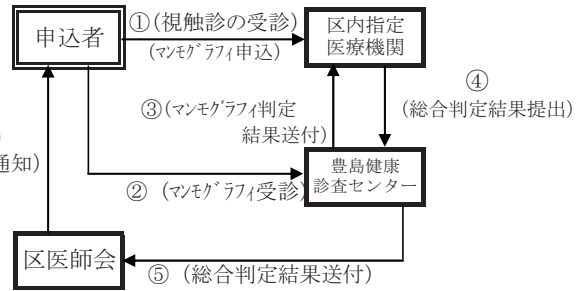 申込者
①(視触診の受診)
(ﾏﾝﾓｸﾞﾗﾌｨ申込)
区内指定
医療機関
③(ﾏﾝﾓｸﾞﾗﾌｨ判定
結果送付)
④
(総合判定結果提出)
通知)
② (ﾏﾝﾓｸﾞﾗﾌｨ受診)
豊島健康
診査センター
区医師会
⑤ (総合判定結果送付)